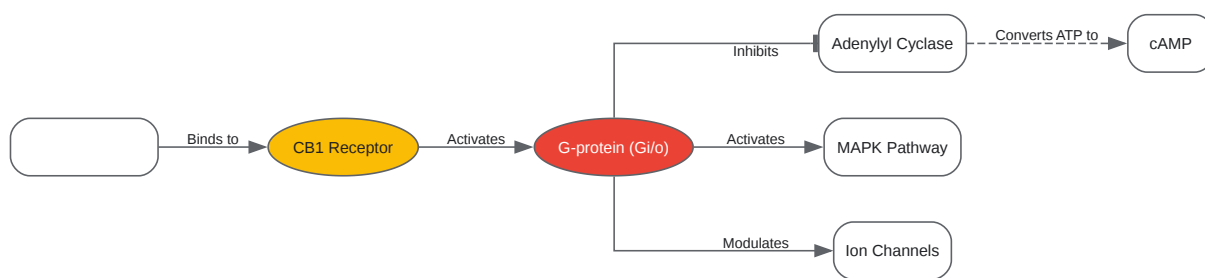 Binds to
CB1 Receptor
Activates
G-protein (Gi/o)
Inhibits
Adenylyl Cyclase
Converts ATP to
cAMP
Activates
MAPK Pathway
Modulates
Ion Channels